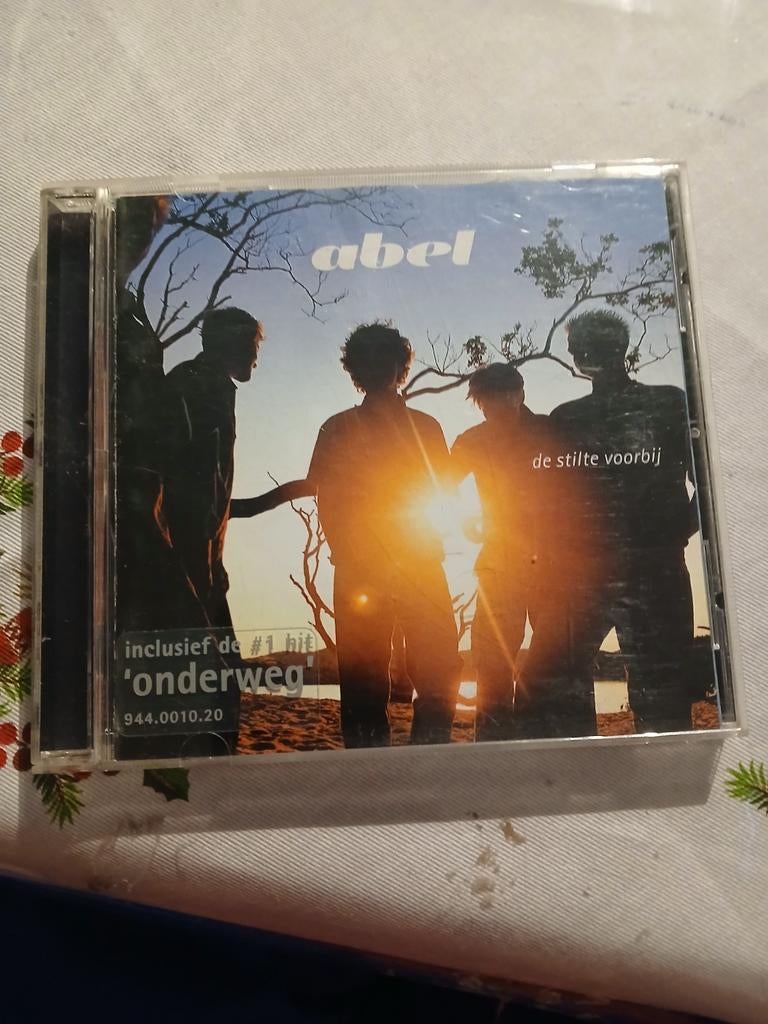 abel
de stilte voorbij
inclusief de #1 hit
'onderweg'
944.0010.20